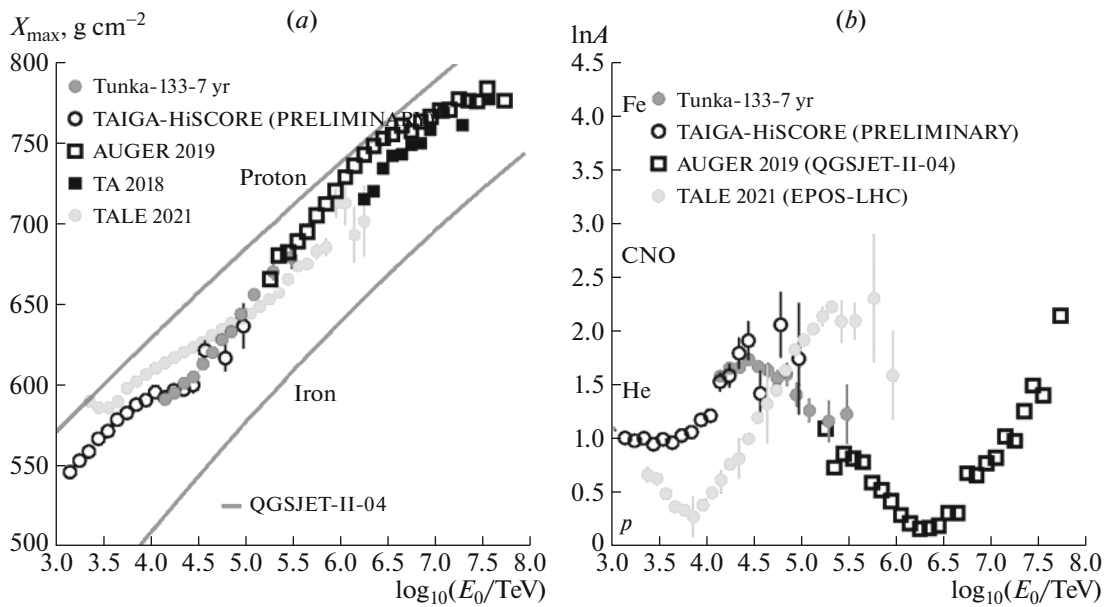 X_max, g cm−2
(a)
800
750
700
650
600
550
500
Tunka-133-7 yr
TAIGA-HiSCORE (PRELIMINARY)
AUGER 2019
TA 2018
TALE 2021
Proton
Iron
QGSJET-II-04
3.0 3.5 4.0 4.5 5.0 5.5 6.0 6.5 7.0 7.5 8.0
log10(E0/TeV)
lnA
(b)
4.5
4.0
3.5
3.0
2.5
2.0
1.5
1.0
0.5
0
Fe
CNO
He
p
Tunka-133-7 yr
TAIGA-HiSCORE (PRELIMINARY)
AUGER 2019 (QGSJET-II-04)
TALE 2021 (EPOS-LHC)
3.0 3.5 4.0 4.5 5.0 5.5 6.0 6.5 7.0 7.5 8.0
log10(E0/TeV)